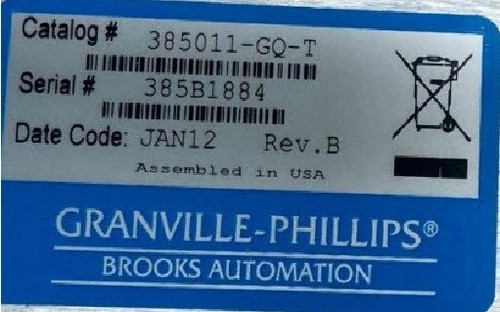 Catalog # 385011-GQ-T
Serial # 385B1884
Date Code: JAN12 Rev.B
Assembled in USA
GRANVILLE-PHILLIPS®
BROOKS AUTOMATION